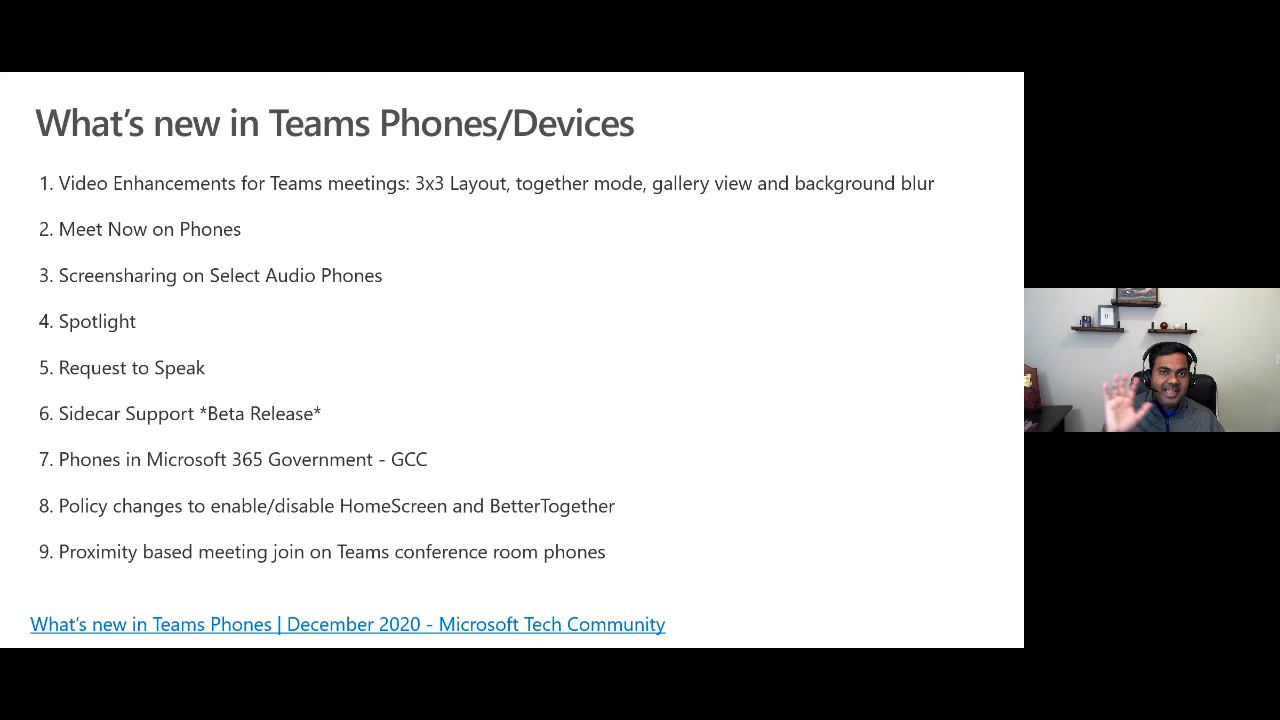 What's new in Teams Phones/Devices
1. Video Enhancements for Teams meetings: 3x3 Layout, together mode, gallery view and background blur
2. Meet Now on Phones
3. Screensharing on Select Audio Phones
4. Spotlight
5. Request to Speak
6. Sidecar Support *Beta Release*
7. Phones in Microsoft 365 Government - GCC
8. Policy changes to enable/disable HomeScreen and BetterTogether
9. Proximity based meeting join on Teams conference room phones
What's new in Teams Phones | December 2020 - Microsoft Tech Community